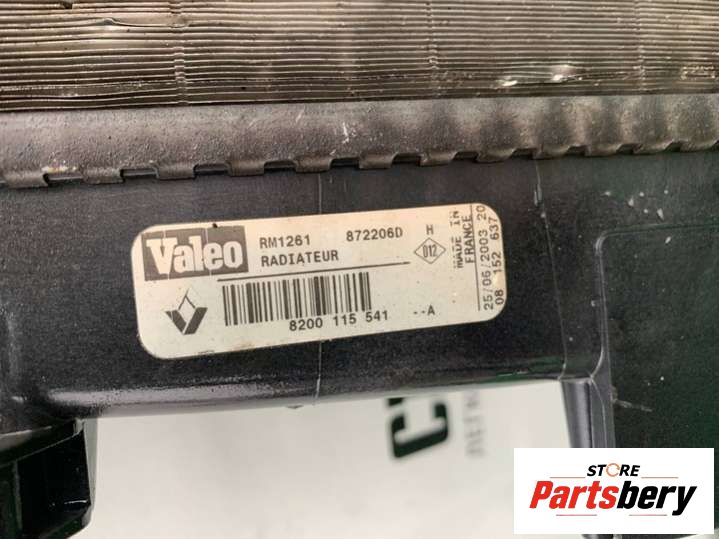 Valeo
RM1261 872206D H
RADIATEUR
D12
8200 115 541 --A
MADE IN
FRANCE
25/06/2003 20
08 152 637
STORE
Partsbery